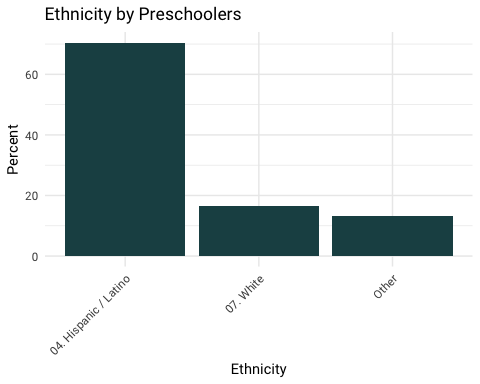 Ethnicity by Preschoolers
Percent
60
40
20
0
04. Hispanic / Latino
07. White
Other
Ethnicity